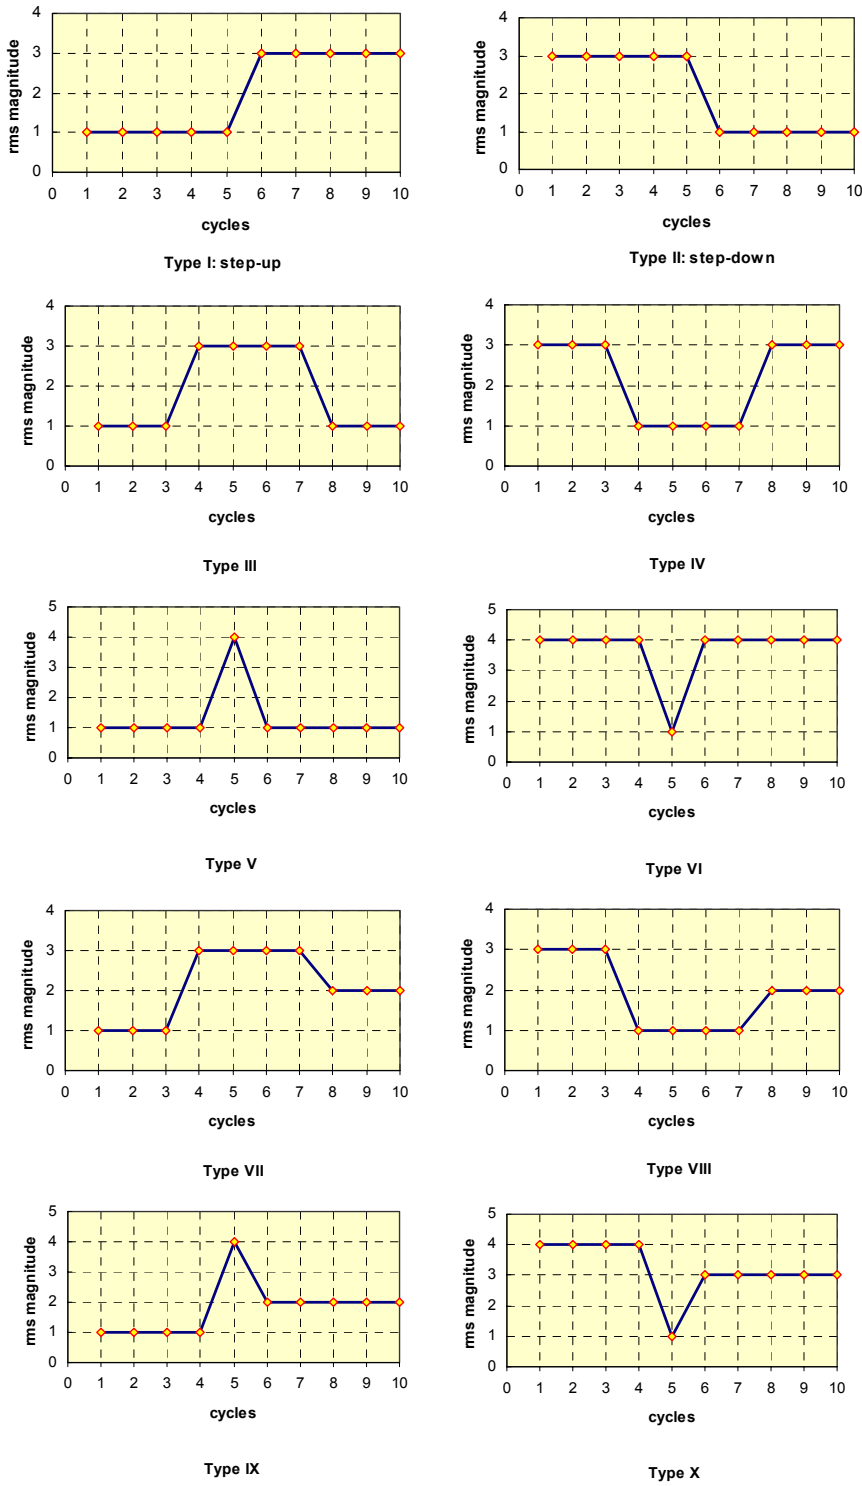 4
3
2
1
0
rms magnitude
0 1 2 3 4 5 6 7 8 9 10
cycles
Type I: step-up
4
3
2
1
0
rms magnitude
0 1 2 3 4 5 6 7 8 9 10
cycles
Type II: step-down
4
3
2
1
0
rms magnitude
0 1 2 3 4 5 6 7 8 9 10
cycles
Type III
4
3
2
1
0
rms magnitude
0 1 2 3 4 5 6 7 8 9 10
cycles
Type IV
5
4
3
2
1
0
rms magnitude
0 1 2 3 4 5 6 7 8 9 10
cycles
Type V
5
4
3
2
1
0
rms magnitude
0 1 2 3 4 5 6 7 8 9 10
cycles
Type VI
4
3
2
1
0
rms magnitude
0 1 2 3 4 5 6 7 8 9 10
cycles
Type VII
4
3
2
1
0
rms magnitude
0 1 2 3 4 5 6 7 8 9 10
cycles
Type VIII
5
4
3
2
1
0
rms magnitude
0 1 2 3 4 5 6 7 8 9 10
cycles
Type IX
5
4
3
2
1
0
rms magnitude
0 1 2 3 4 5 6 7 8 9 10
cycles
Type X